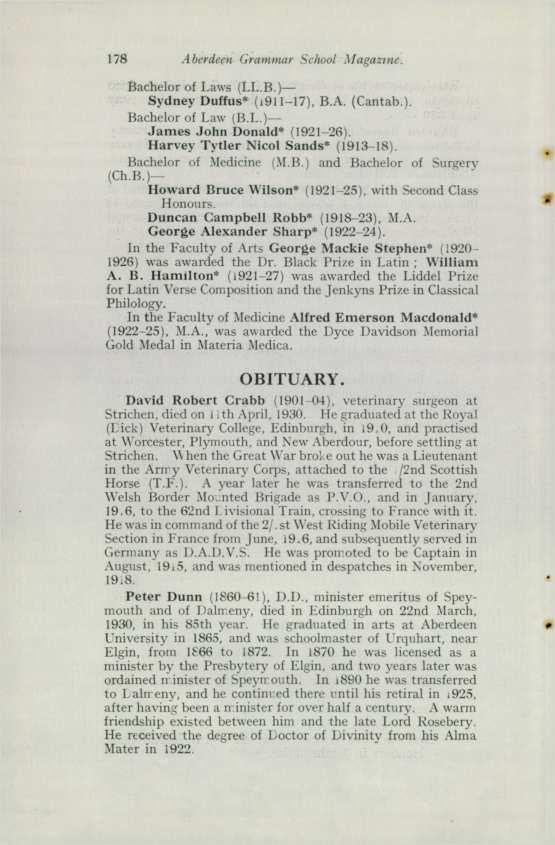 178 Aberdeen Grammar School Magazine.
Bachelor of Laws (LL.B.)—
Sydney Duffus* (1911–17), B.A. (Cantab.).
Bachelor of Law (B.L.)—
James John Donald* (1921–26).
Harvey Tytler Nicol Sands* (1913–18).
Bachelor of Medicine (M.B.) and Bachelor of Surgery
(Ch.B.)—
Howard Bruce Wilson* (1921–25), with Second Class
Honours.
Duncan Campbell Robb* (1918–23), M.A.
George Alexander Sharp* (1922–24).
In the Faculty of Arts George Mackie Stephen* (1920–
1926) was awarded the Dr. Black Prize in Latin ; William
A. B. Hamilton* (1921–27) was awarded the Liddel Prize
for Latin Verse Composition and the Jenkyns Prize in Classical
Philology.
In the Faculty of Medicine Alfred Emerson Macdonald*
(1922–25), M.A., was awarded the Dyce Davidson Memorial
Gold Medal in Materia Medica.
OBITUARY.
David Robert Crabb (1901–04), veterinary surgeon at
Strichen, died on 11th April, 1930. He graduated at the Royal
(Dick) Veterinary College, Edinburgh, in and practised
at Worcester, Plymouth, and New Aberdour, before settling at
Strichen. When the Great War broke out he was a Lieutenant
in the Army Veterinary Corps, attached to the /2nd Scottish
Horse (T.F.). A year later he was transferred to the 2nd
Welsh Border Mounted Brigade as P.V.O., and in January,
to the 62nd Divisional Train, crossing to France with it.
He was in command of the West Riding Mobile Veterinary
Section in France from June, and subsequently served in
Germany as D.A.D.V.S. He was promoted to be Captain in
August, 1915, and was mentioned in despatches in November,
1918.
Peter Dunn (1860–61), D.D., minister emeritus of Spey-
mouth and of Dalmeny, died in Edinburgh on 22nd March,
1930, in his 85th year. He graduated in arts at Aberdeen
University in 1865, and was schoolmaster of Urquhart, near
Elgin, from 1866 to 1872. In 1870 he was licensed as a
minister by the Presbytery of Elgin, and two years later was
ordained minister of Speymouth. In 1890 he was transferred
to Dalmeny, and he continued there until his retiral in 1925,
after having been a minister for over half a century. A warm
friendship existed between him and the late Lord Rosebery.
He received the degree of Doctor of Divinity from his Alma
Mater in 1922.